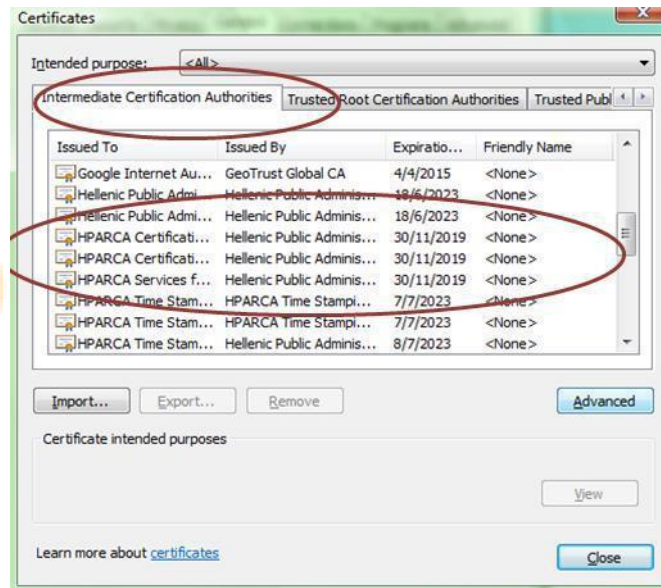 Certificates
Intended purpose: <All>
Intermediate Certification Authorities Trusted Root Certification Authorities Trusted Publ
Issued To Issued By Expiratio... Friendly Name
Google Internet Au... GeoTrust Global CA 4/4/2015 <None>
Hellenic Public Admi... Hellenic Public Adminis... 18/6/2023 <None>
Hellenic Public Admi... Hellenic Public Adminis... 18/6/2023 <None>
HPARCA Certificati... Hellenic Public Adminis... 30/11/2019 <None>
HPARCA Certificati... Hellenic Public Adminis... 30/11/2019 <None>
HPARCA Services f... Hellenic Public Adminis... 30/11/2019 <None>
HPARCA Time Stam... HPARCA Time Stampi... 7/7/2023 <None>
HPARCA Time Stam... HPARCA Time Stampi... 7/7/2023 <None>
HPARCA Time Stam... Hellenic Public Adminis... 8/7/2023 <None>
Import... Export... Remove Advanced
Certificate intended purposes
View
Learn more about certificates
Close